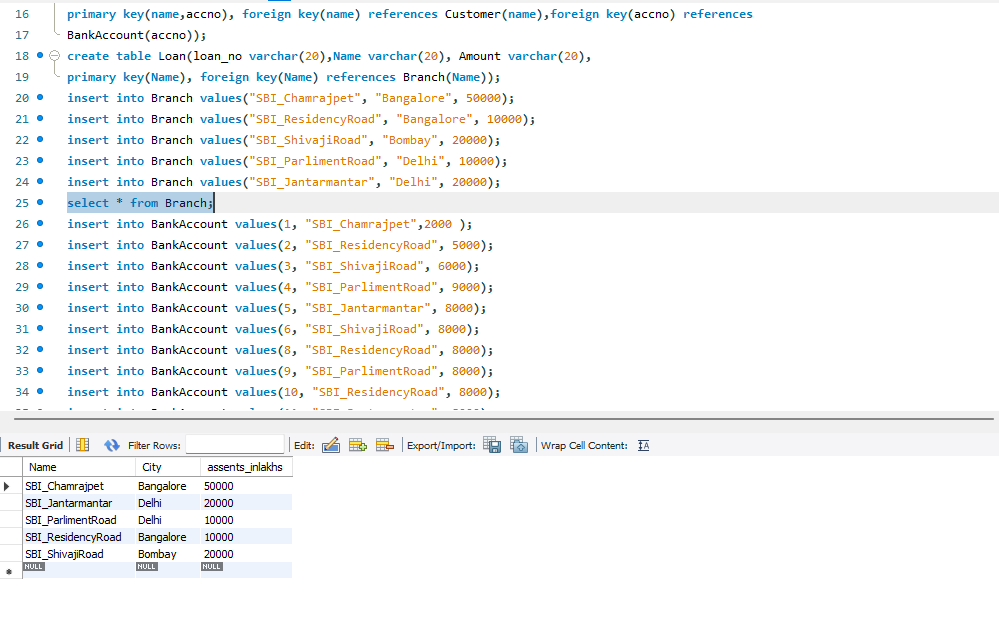 16 primary key(name,accno), foreign key(name) references Customer(name),foreign key(accno) references
17 BankAccount(accno));
18 create table Loan(loan_no varchar(20),Name varchar(20), Amount varchar(20),
19 primary key(Name), foreign key(Name) references Branch(Name));
20 insert into Branch values("SBI_Chamrajpet", "Bangalore", 50000);
21 insert into Branch values("SBI_ResidencyRoad", "Bangalore", 10000);
22 insert into Branch values("SBI_ShivajiRoad", "Bombay", 20000);
23 insert into Branch values("SBI_ParlimentRoad", "Delhi", 10000);
24 insert into Branch values("SBI_Jantarmantar", "Delhi", 20000);
25 select * from Branch;
26 insert into BankAccount values(1, "SBI_Chamrajpet",2000 );
27 insert into BankAccount values(2, "SBI_ResidencyRoad", 5000);
28 insert into BankAccount values(3, "SBI_ShivajiRoad", 6000);
29 insert into BankAccount values(4, "SBI_ParlimentRoad", 9000);
30 insert into BankAccount values(5, "SBI_Jantarmantar", 8000);
31 insert into BankAccount values(6, "SBI_ShivajiRoad", 8000);
32 insert into BankAccount values(8, "SBI_ResidencyRoad", 8000);
33 insert into BankAccount values(9, "SBI_ParlimentRoad", 8000);
34 insert into BankAccount values(10, "SBI_ResidencyRoad", 8000);
Result Grid Filter Rows: Edit: Export/Import: Wrap Cell Content:
Name City assents_inlakhs
SBI_Chamrajpet Bangalore 50000
SBI_Jantarmantar Delhi 20000
SBI_ParlimentRoad Delhi 10000
SBI_ResidencyRoad Bangalore 10000
SBI_ShivajiRoad Bombay 20000
NULL NULL NULL